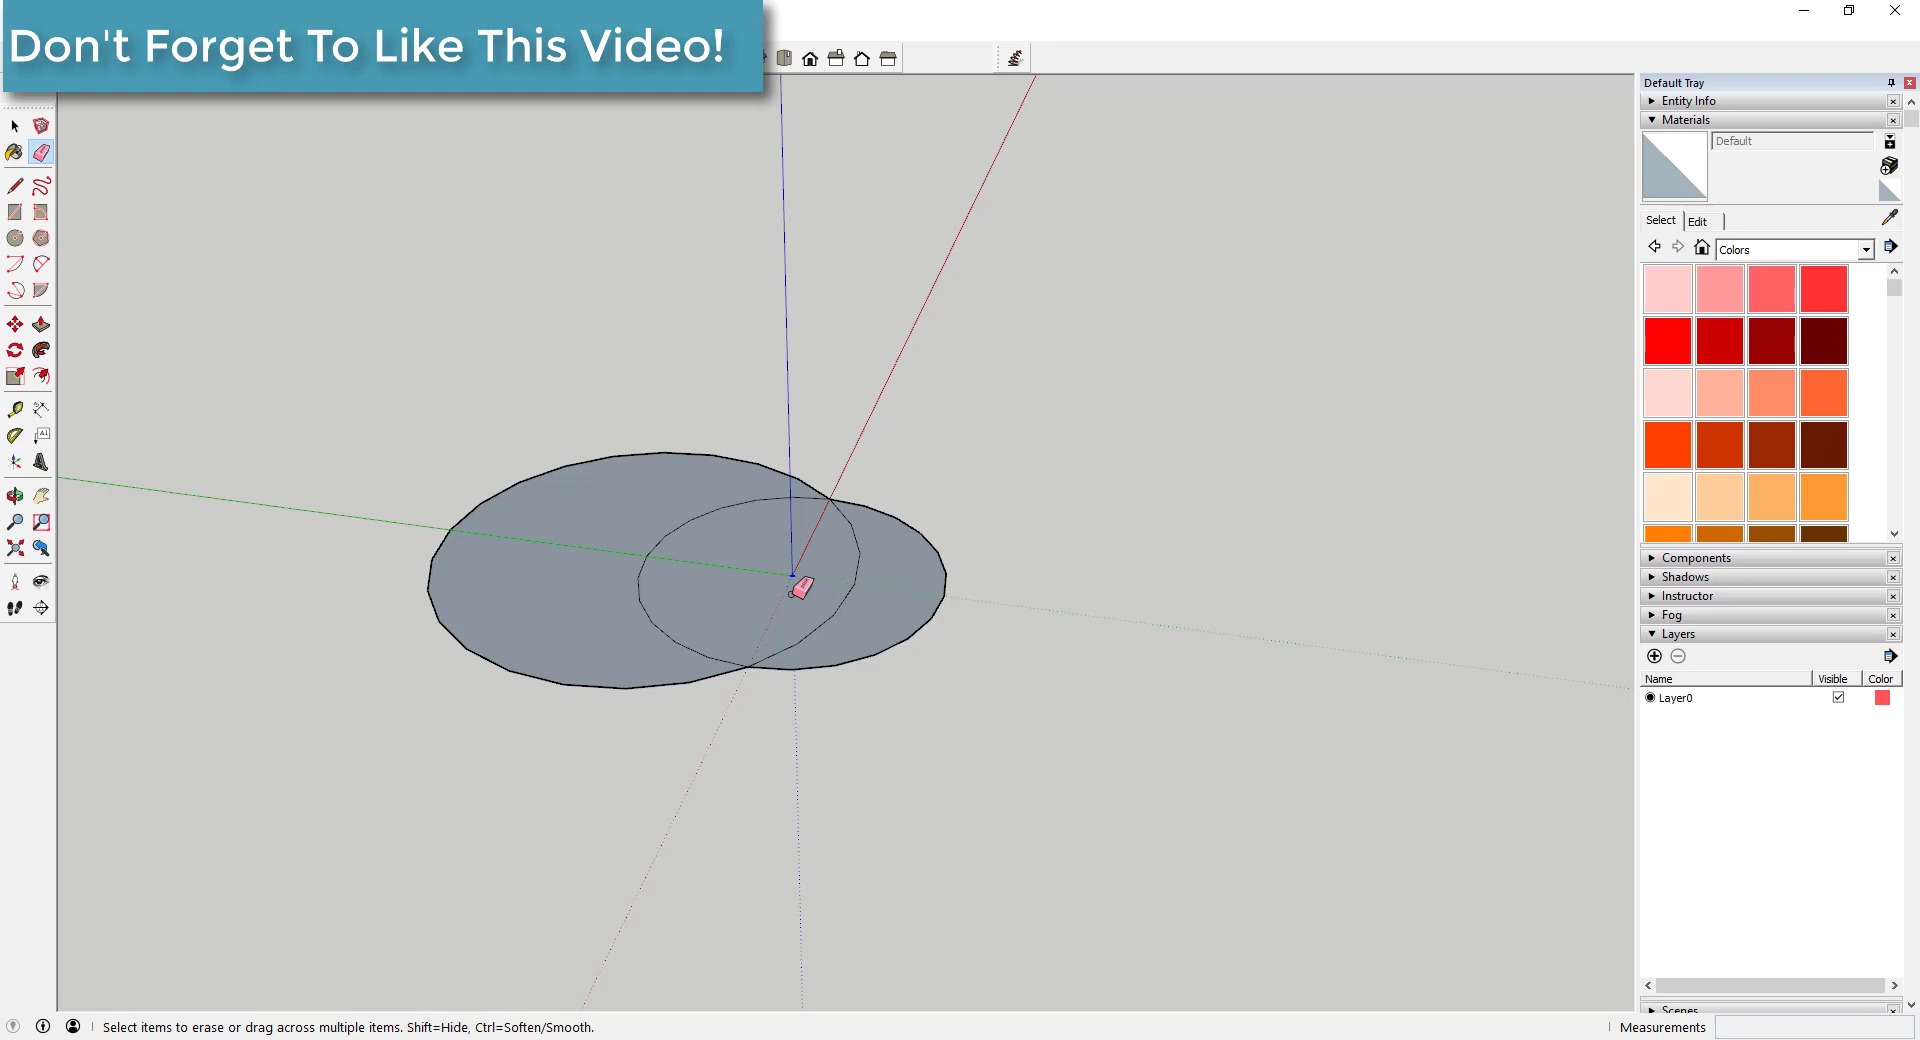 Don't Forget To Like This Video!
Default Tray
Entity Info
Materials
Default
Select
Edit
Colors
Components
Shadows
Instructor
Fog
Layers
Name
Visible
Color
Layer0
Scenes
Select items to erase or drag across multiple items. Shift=Hide, Ctrl=Soften/Smooth.
Measurements